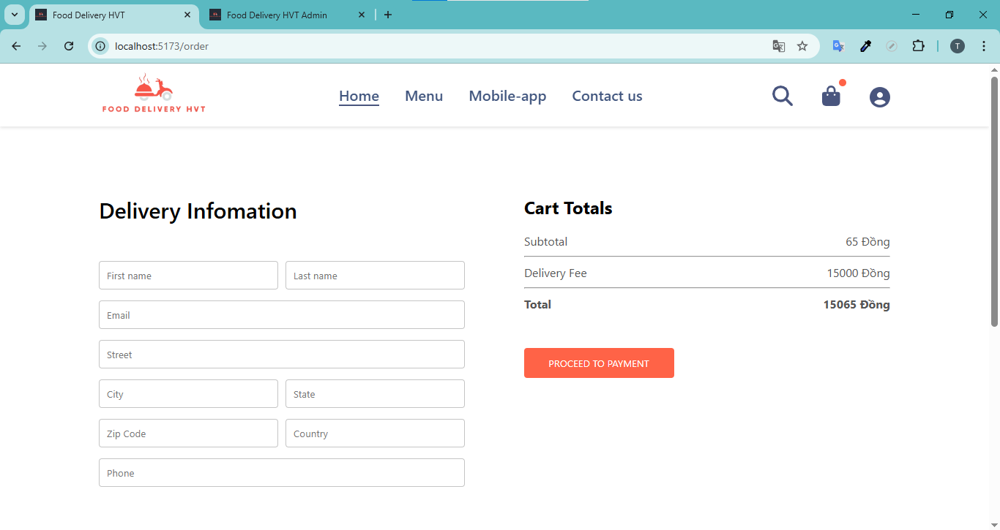 Food Delivery HVT
Food Delivery HVT Admin
localhost:5173/order
T
FOOD DELIVERY HVT
Home
Menu
Mobile-app
Contact us
Delivery Infomation
First name
Last name
Email
Street
City
State
Zip Code
Country
Phone
Cart Totals
Subtotal 65 Đồng
Delivery Fee 15000 Đồng
Total 15065 Đồng
PROCEED TO PAYMENT